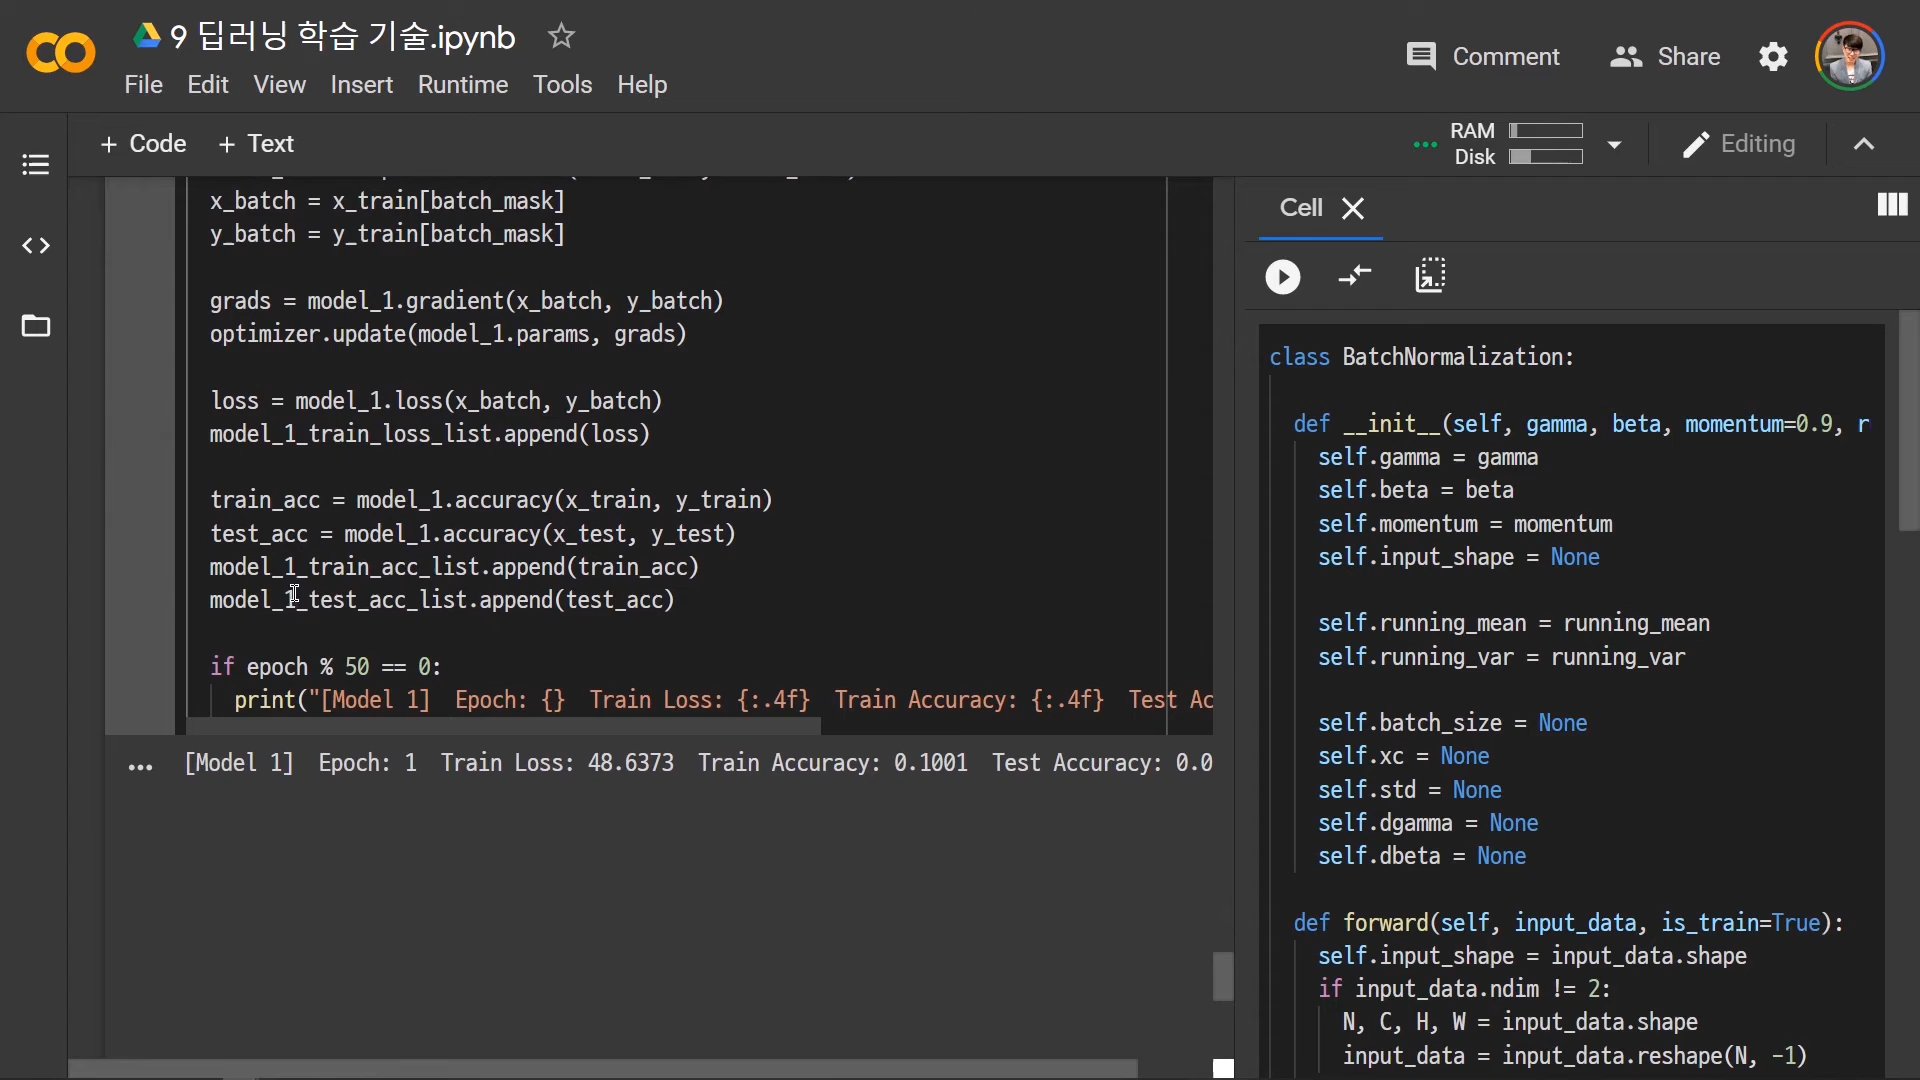 9 딥러닝 학습 기술.ipynb
File Edit View Insert Runtime Tools Help
Comment Share
+ Code + Text
RAM
Disk
Editing
x_batch = x_train[batch_mask]
y_batch = y_train[batch_mask]
grads = model_1.gradient(x_batch, y_batch)
optimizer.update(model_1.params, grads)
loss = model_1.loss(x_batch, y_batch)
model_1_train_loss_list.append(loss)
train_acc = model_1.accuracy(x_train, y_train)
test_acc = model_1.accuracy(x_test, y_test)
model_1_train_acc_list.append(train_acc)
model_1_test_acc_list.append(test_acc)
if epoch % 50 == 0:
print("[Model 1] Epoch: {} Train Loss: {:.4f} Train Accuracy: {:.4f} Test Ac
[Model 1] Epoch: 1 Train Loss: 48.6373 Train Accuracy: 0.1001 Test Accuracy: 0.0
Cell
class BatchNormalization:
def __init__(self, gamma, beta, momentum=0.9, r
self.gamma = gamma
self.beta = beta
self.momentum = momentum
self.input_shape = None
self.running_mean = running_mean
self.running_var = running_var
self.batch_size = None
self.xc = None
self.std = None
self.dgamma = None
self.dbeta = None
def forward(self, input_data, is_train=True):
self.input_shape = input_data.shape
if input_data.ndim != 2:
N, C, H, W = input_data.shape
input_data = input_data.reshape(N, -1)